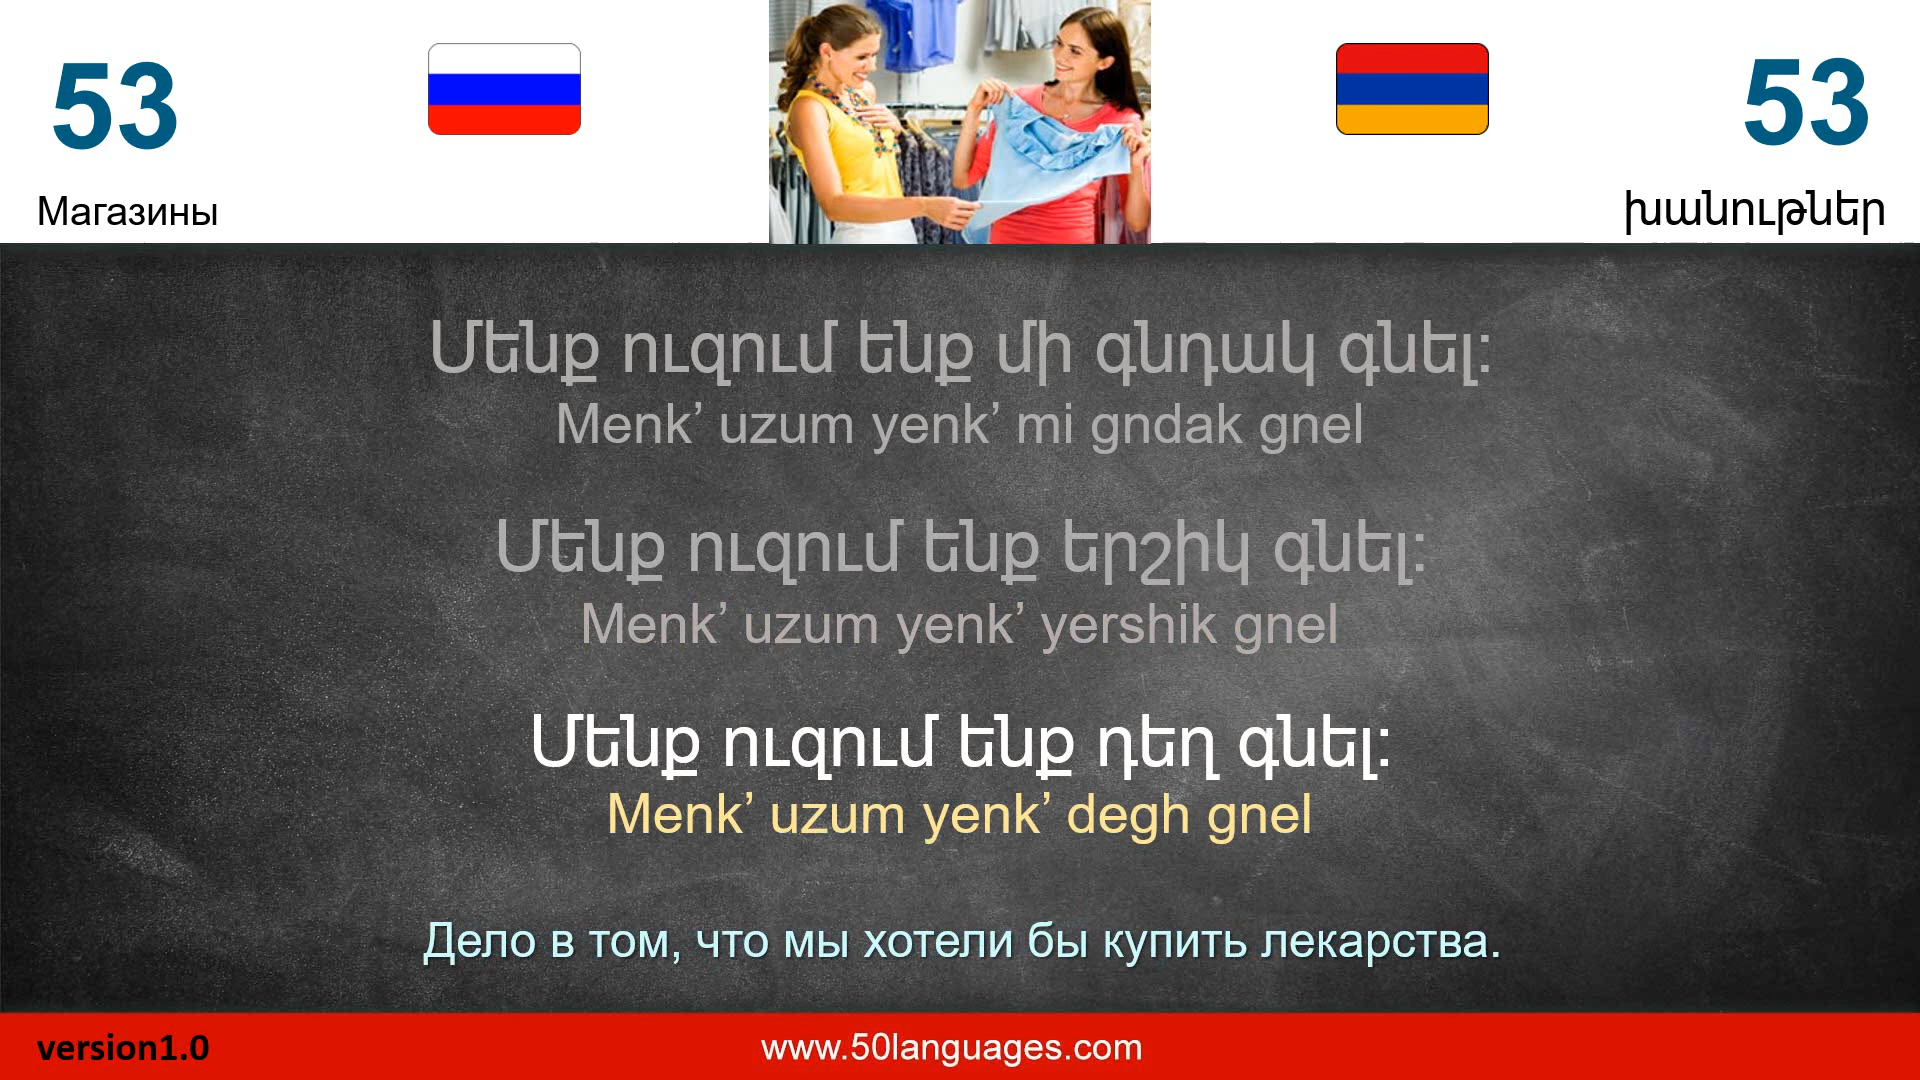 53
53
Магазины
խանութներ
Մենք ուզում ենք մի գնդակ գնել:
Menk’ uzum yenk’ mi gndak gnel
Մենք ուզում ենք երշիկ գնել:
Menk’ uzum yenk’ yershik gnel
Մենք ուզում ենք դեղ գնել:
Menk’ uzum yenk’ degh gnel
Дело в том, что мы хотели бы купить лекарства.
version1.0
www.50languages.com